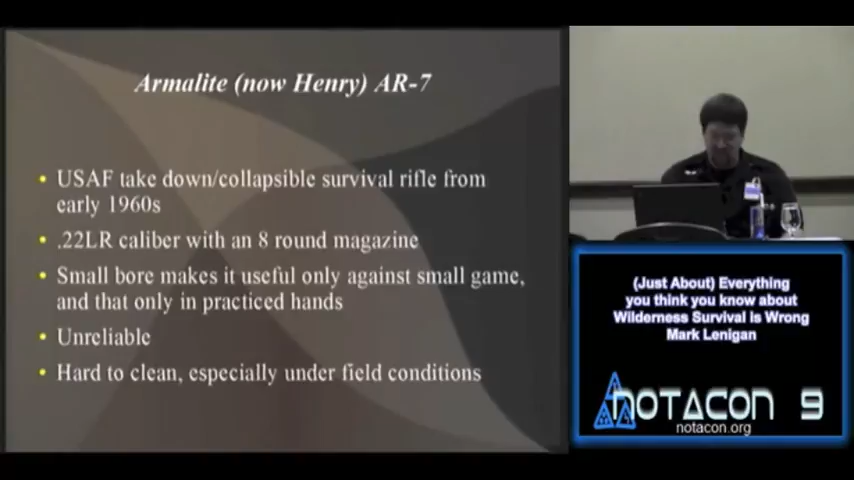 Armalite (now Henry) AR-7
• USAF take down/collapsible survival rifle from
early 1960s
• .22LR caliber with an 8 round magazine
• Small bore makes it useful only against small game,
and that only in practiced hands
• Unreliable
• Hard to clean, especially under field conditions
(Just About) Everything
you think you know about
Wilderness Survival is Wrong
Mark Lenigan
NOTACON 9
notacon.org